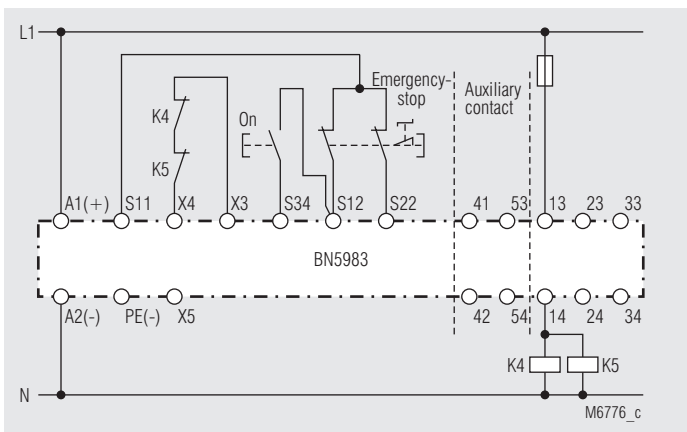 L1
Emergency-
stop
Auxiliary
contact
K4
On
K5
A1(+) S11 X4 X3 S34 S12 S22 41 53 13 23 33
BN5983
A2(-) PE(-) X5 42 54 14 24 34
K4 K5
N
M6776_c